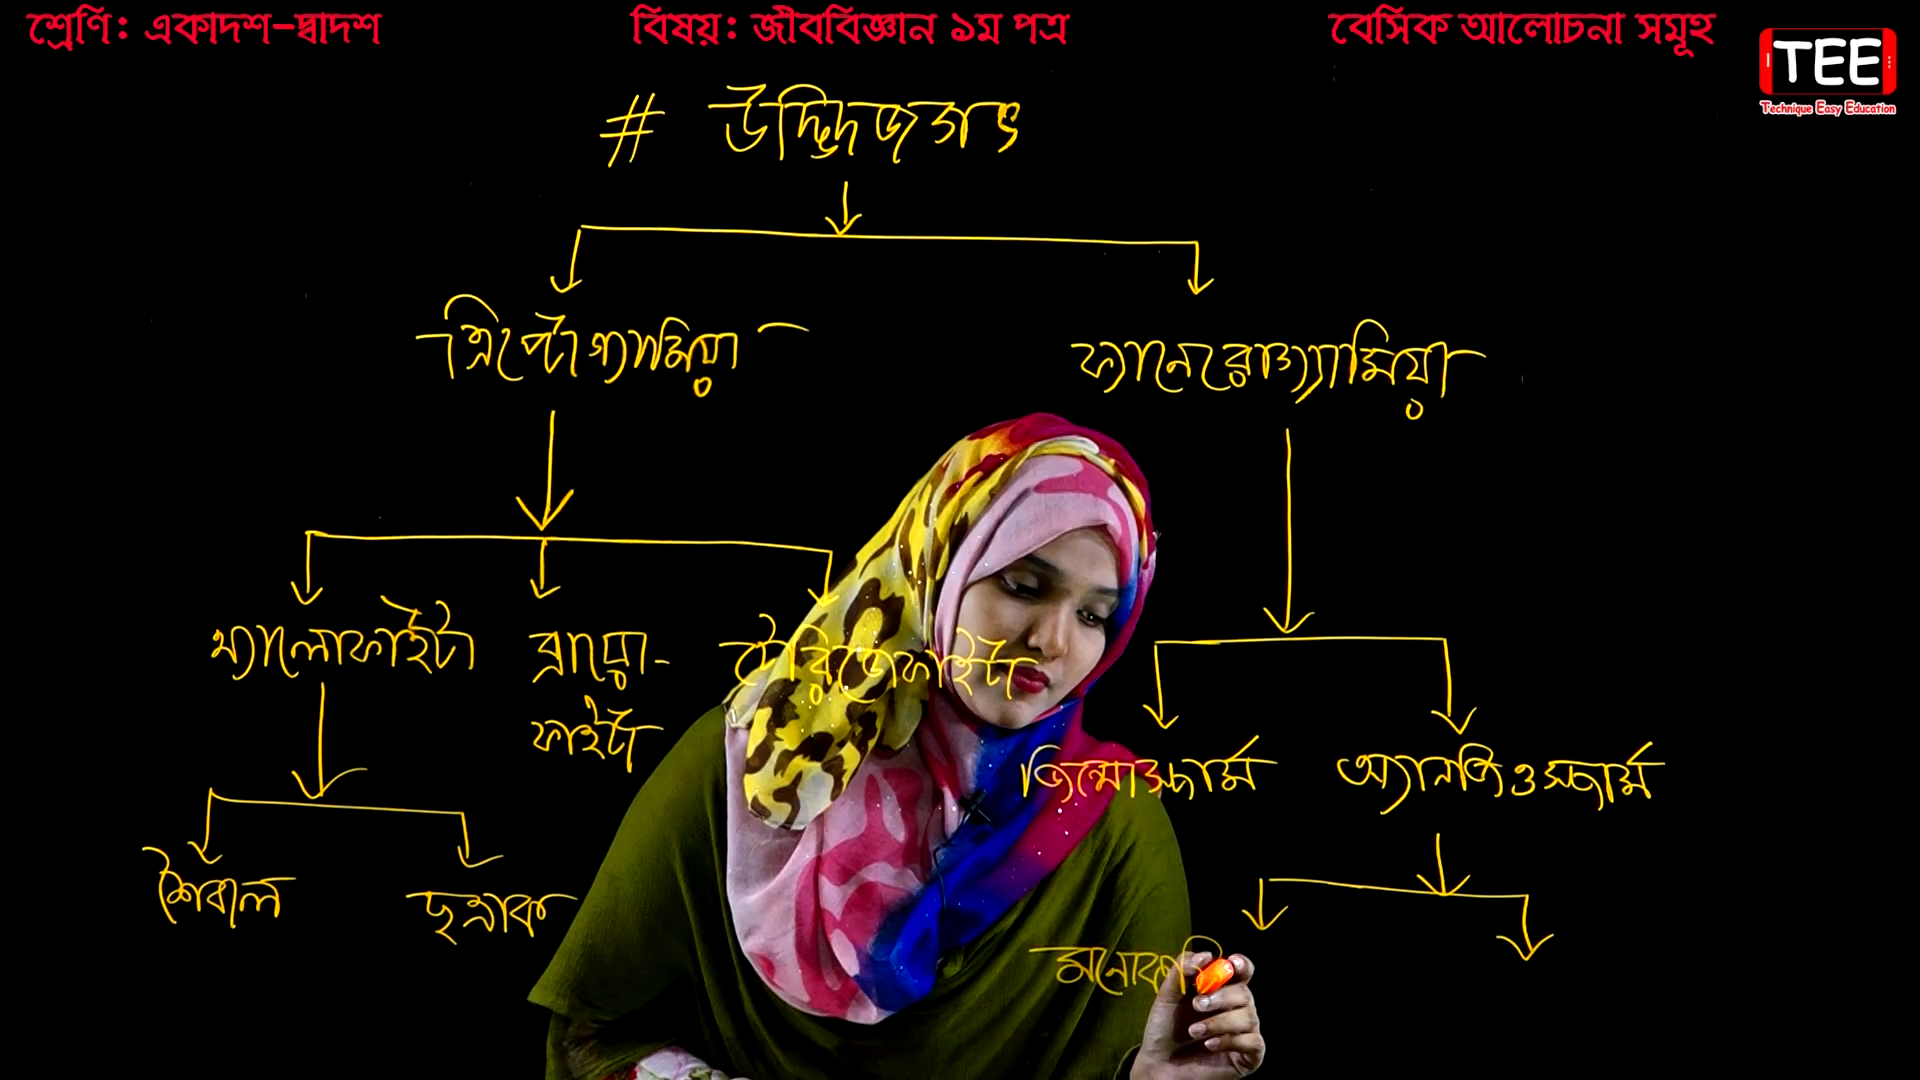 শ্রেণি: একাদশ-দ্বাদশ
বিষয়: জীববিজ্ঞান ১ম পত্র
বেসিক আলোচনা সমূহ
TEE
Technique Easy Education
# উদ্ভিদজগৎ
ক্রিপ্টোগ্যামিয়া
ফ্যানেরোগ্যামিয়া
থ্যালোফাইটা
ব্রায়ো-
ফাইটা
টেরিডোফাইটা
জিম্নোস্পার্ম
অ্যানজিওস্পার্ম
শৈবাল
ছত্রাক
মনোকটি